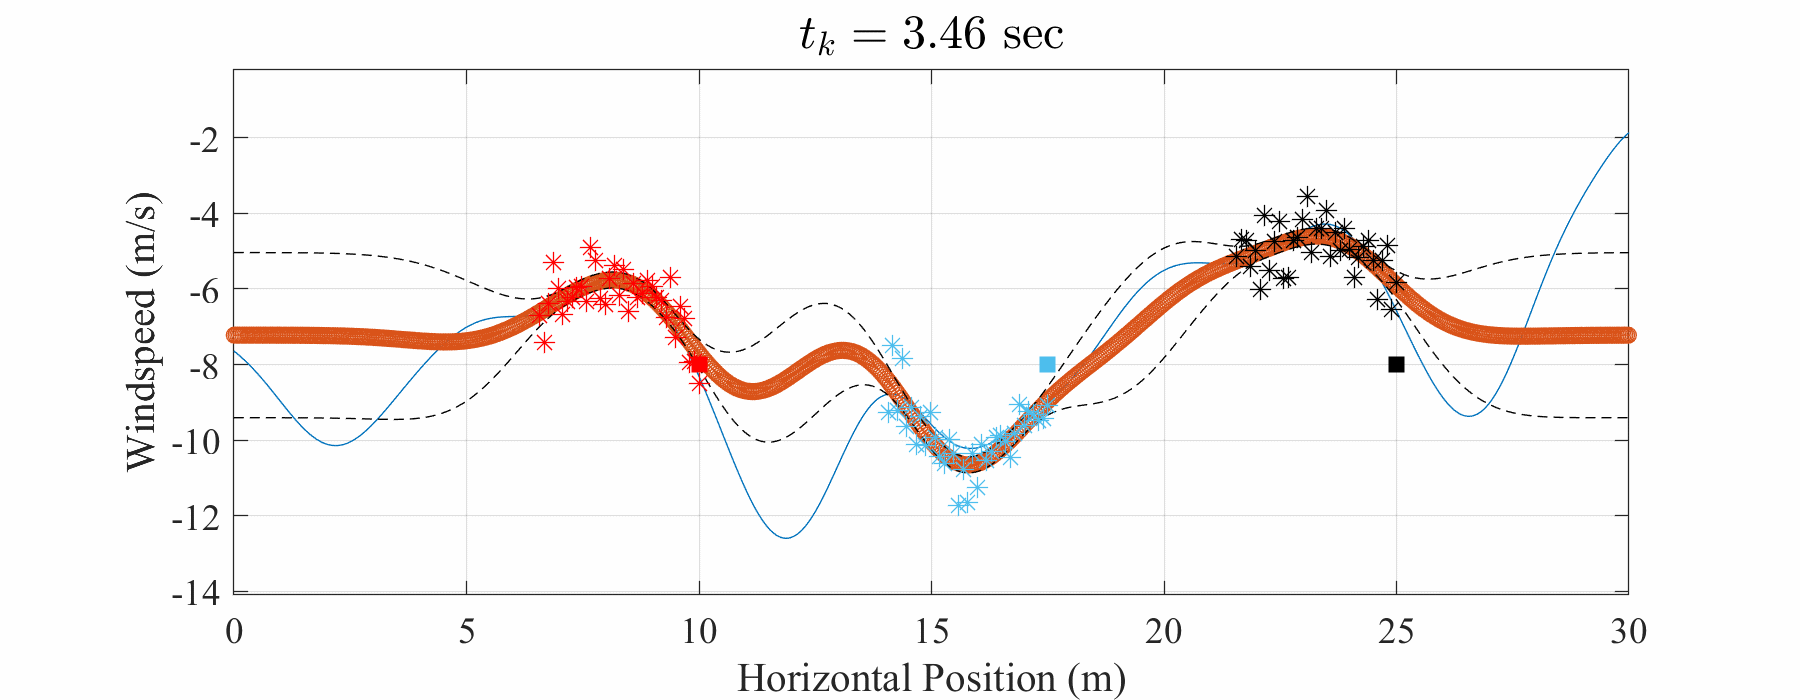 t_k = 3.46 sec
-2
-4
-6
-8
-10
-12
-14
Windspeed (m/s)
0 5 10 15 20 25 30
Horizontal Position (m)